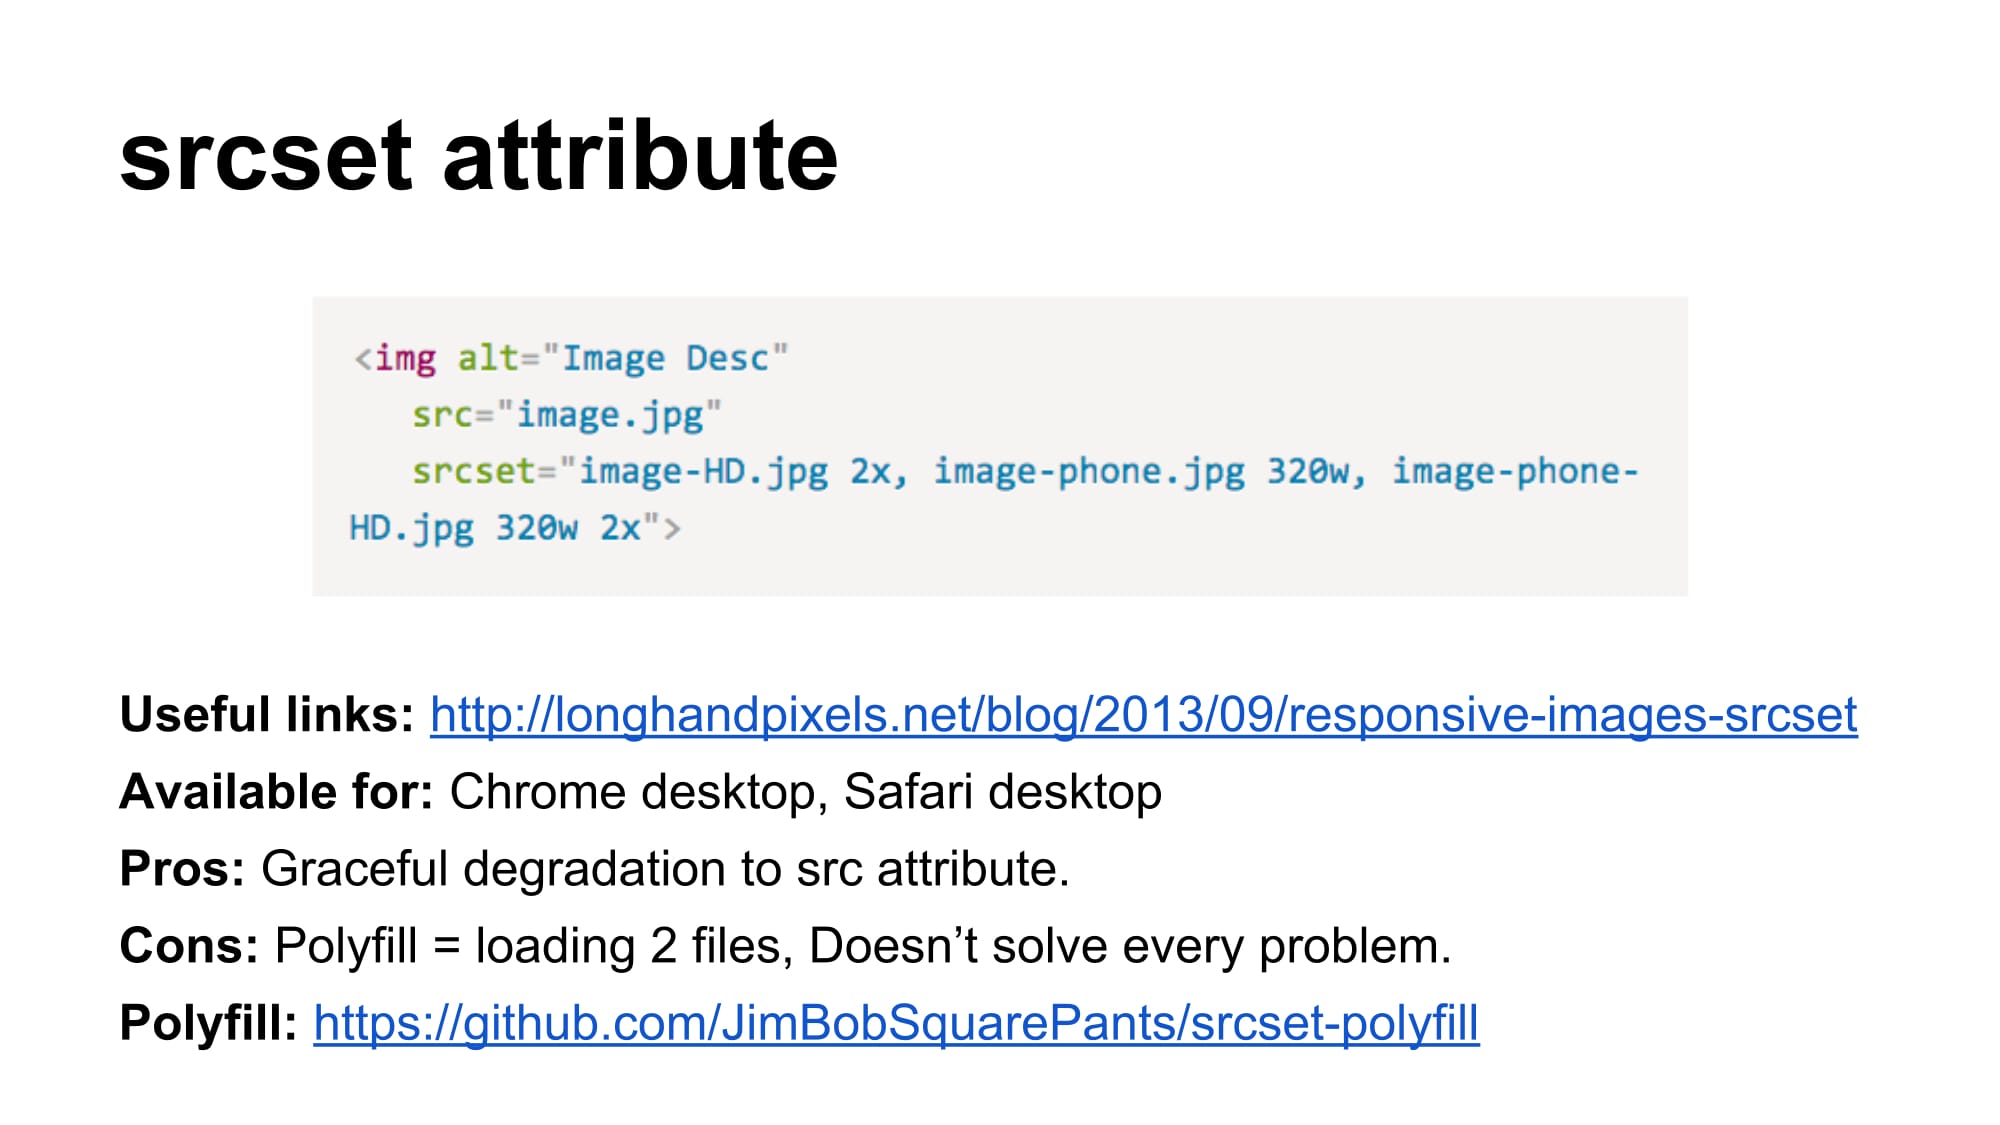 srcset attribute
<img alt="Image Desc"
src="image.jpg"
srcset="image-HD.jpg 2x, image-phone.jpg 320w, image-phone-
HD.jpg 320w 2x">
Useful links: http://longhandpixels.net/blog/2013/09/responsive-images-srcset
Available for: Chrome desktop, Safari desktop
Pros: Graceful degradation to src attribute.
Cons: Polyfill = loading 2 files, Doesn’t solve every problem.
Polyfill: https://github.com/JimBobSquarePants/srcset-polyfill